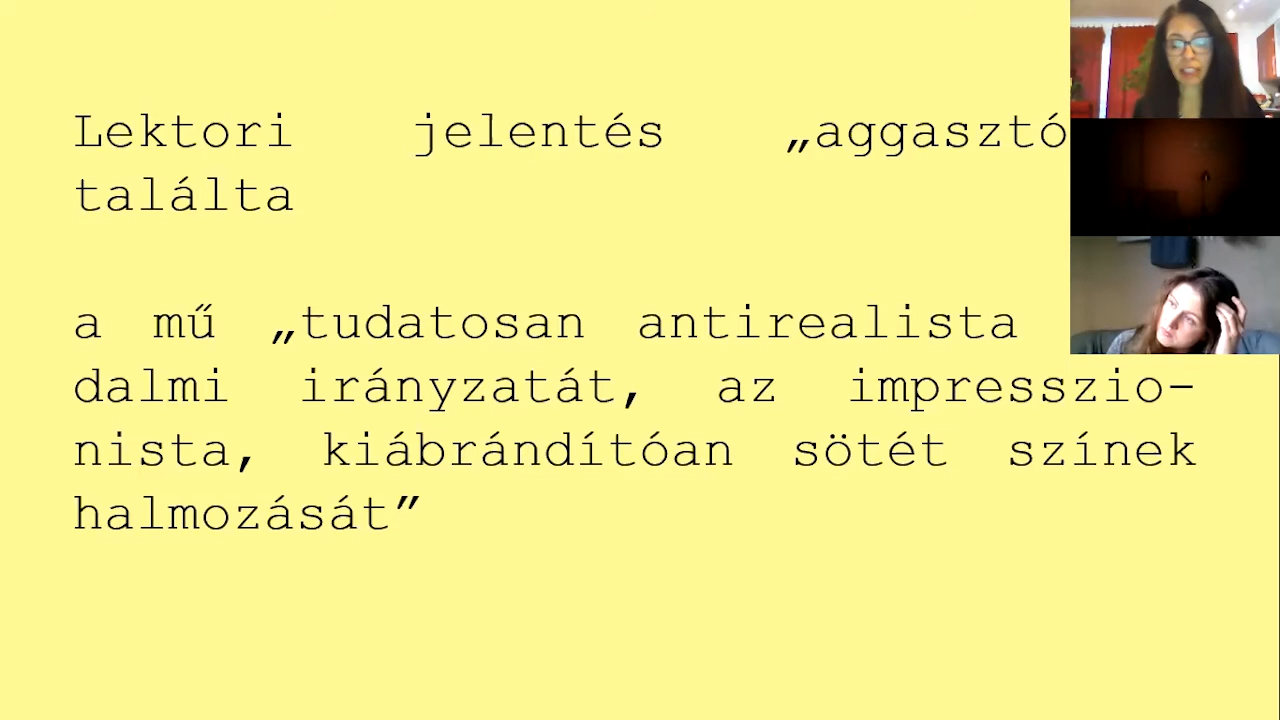 Lektori jelentés „aggasztó
találta
a mű „tudatosan antirealista
dalmi irányzatát, az impresszio-
nista, kiábrándítóan sötét színek
halmozását”